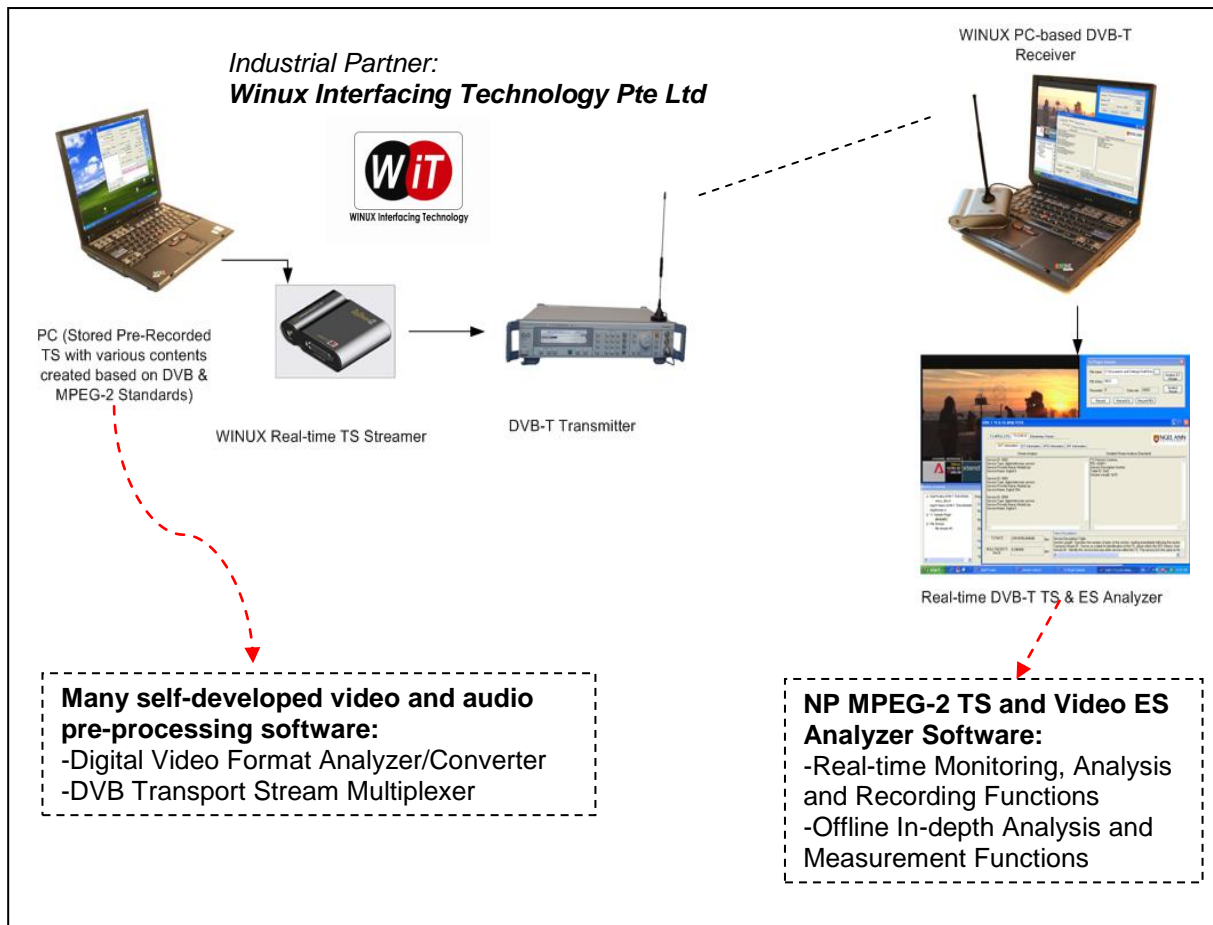 Industrial Partner:
Winux Interfacing Technology Pte Ltd
WiT
WINUX Interfacing Technology
WINUX PC-based DVB-T
Receiver
PC (Stored Pre-Recorded
TS with various contents
created based on DVB &
MPEG-2 Standards)
WINUX Real-time TS Streamer
DVB-T Transmitter
NGEE ANN
Real-time DVB-T TS & ES Analyzer
Many self-developed video and audio
pre-processing software:
-Digital Video Format Analyzer/Converter
-DVB Transport Stream Multiplexer
NP MPEG-2 TS and Video ES
Analyzer Software:
-Real-time Monitoring, Analysis
and Recording Functions
-Offline In-depth Analysis and
Measurement Functions